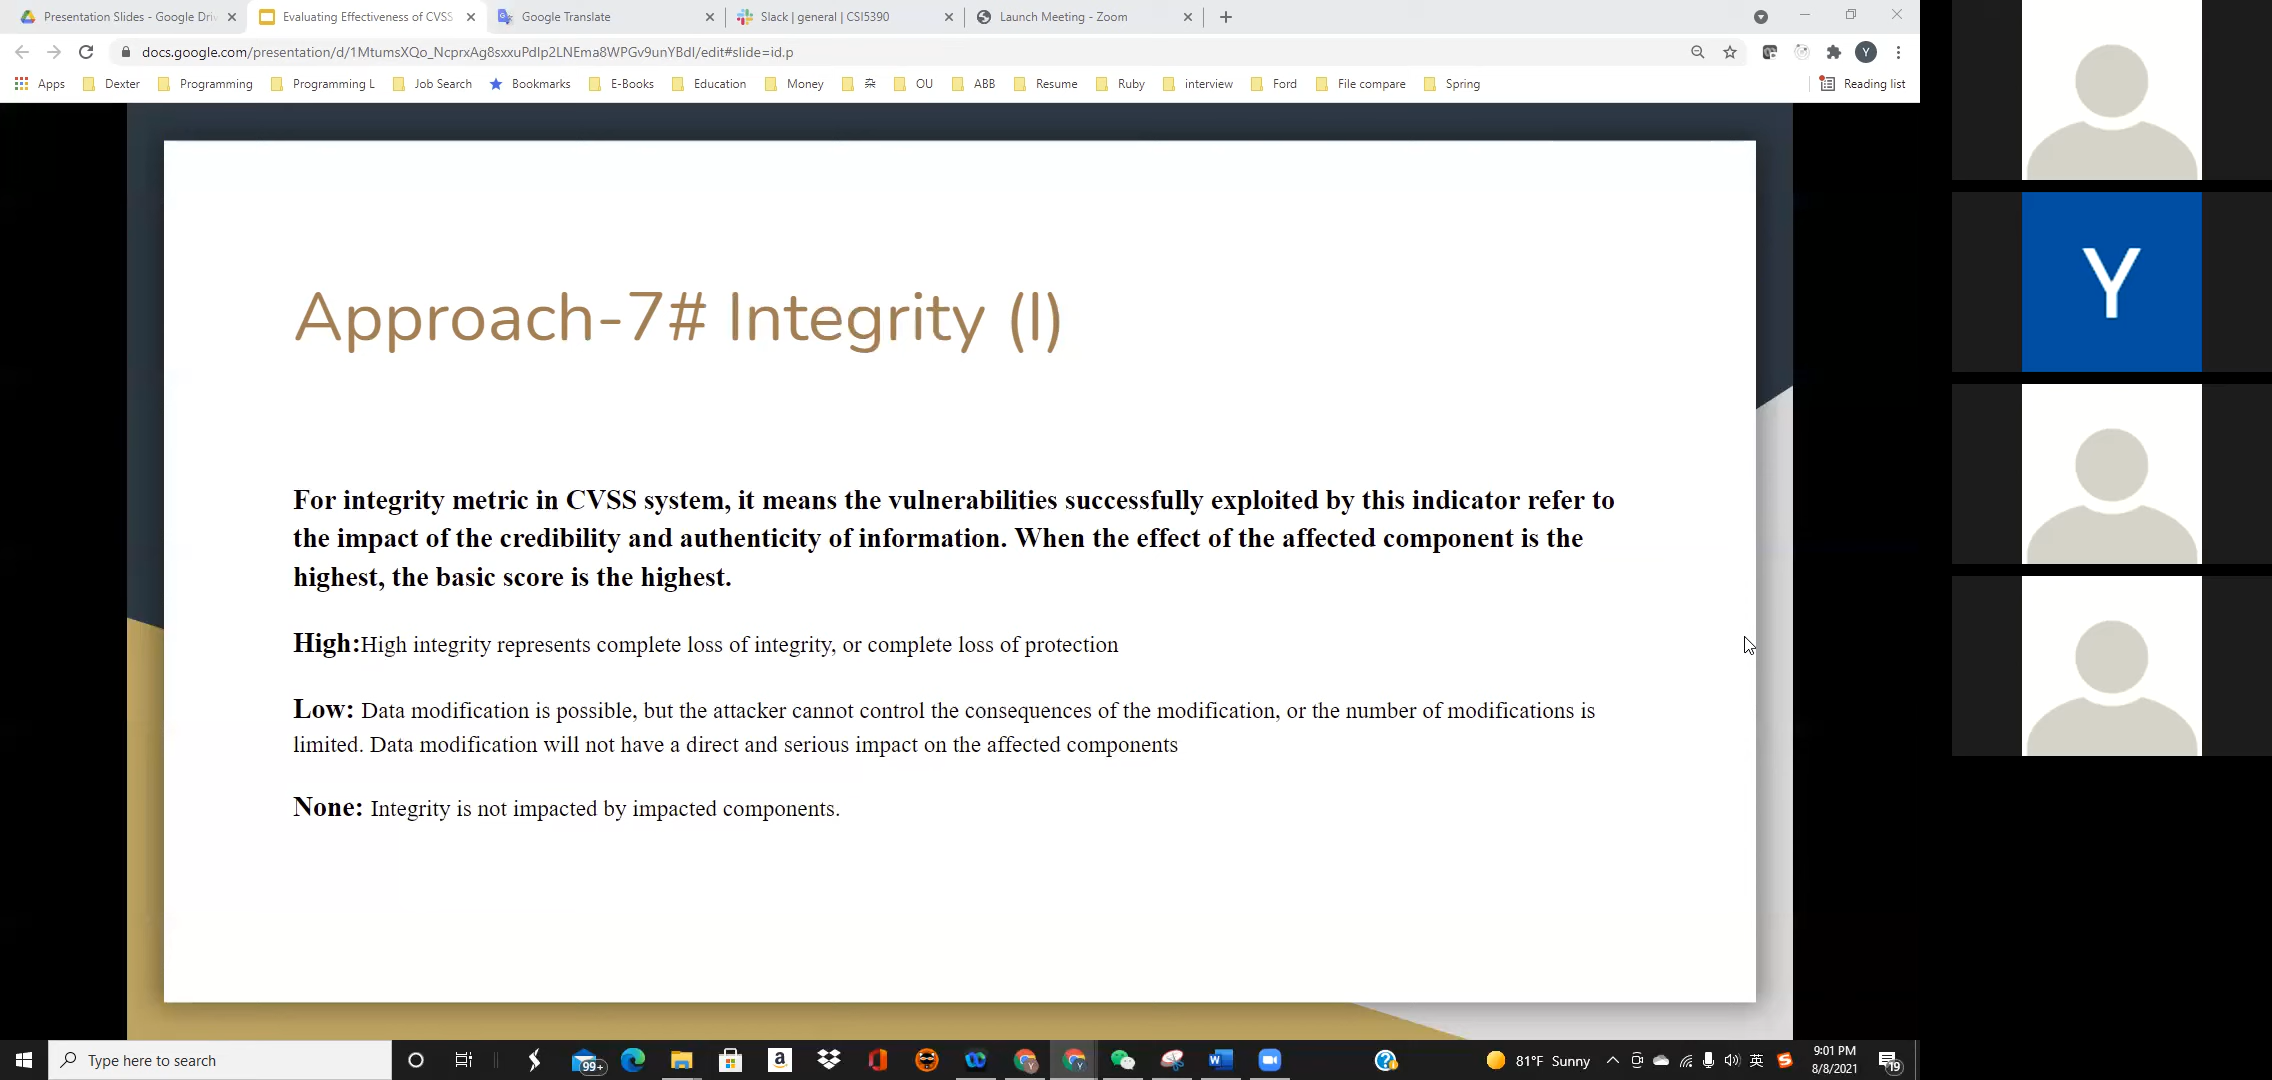 Presentation Slides - Google Driv
Evaluating Effectiveness of CVSS
Google Translate
Slack | general | CSI5390
Launch Meeting - Zoom
docs.google.com/presentation/d/1MtumsXQo_NcprxAg8sxxuPdIp2LNEma8WPGv9unYBdI/edit#slide=id.p
Y
Apps Dexter Programming Programming L Job Search Bookmarks E-Books Education Money 杂 OU ABB Resume Ruby interview Ford File compare Spring Reading list
Approach-7# Integrity (I)
For integrity metric in CVSS system, it means the vulnerabilities successfully exploited by this indicator refer to
the impact of the credibility and authenticity of information. When the effect of the affected component is the
highest, the basic score is the highest.
High:High integrity represents complete loss of integrity, or complete loss of protection
Low: Data modification is possible, but the attacker cannot control the consequences of the modification, or the number of modifications is
limited. Data modification will not have a direct and serious impact on the affected components
None: Integrity is not impacted by impacted components.
Y
Type here to search
99+
81°F Sunny
英
9:01 PM
8/8/2021
19